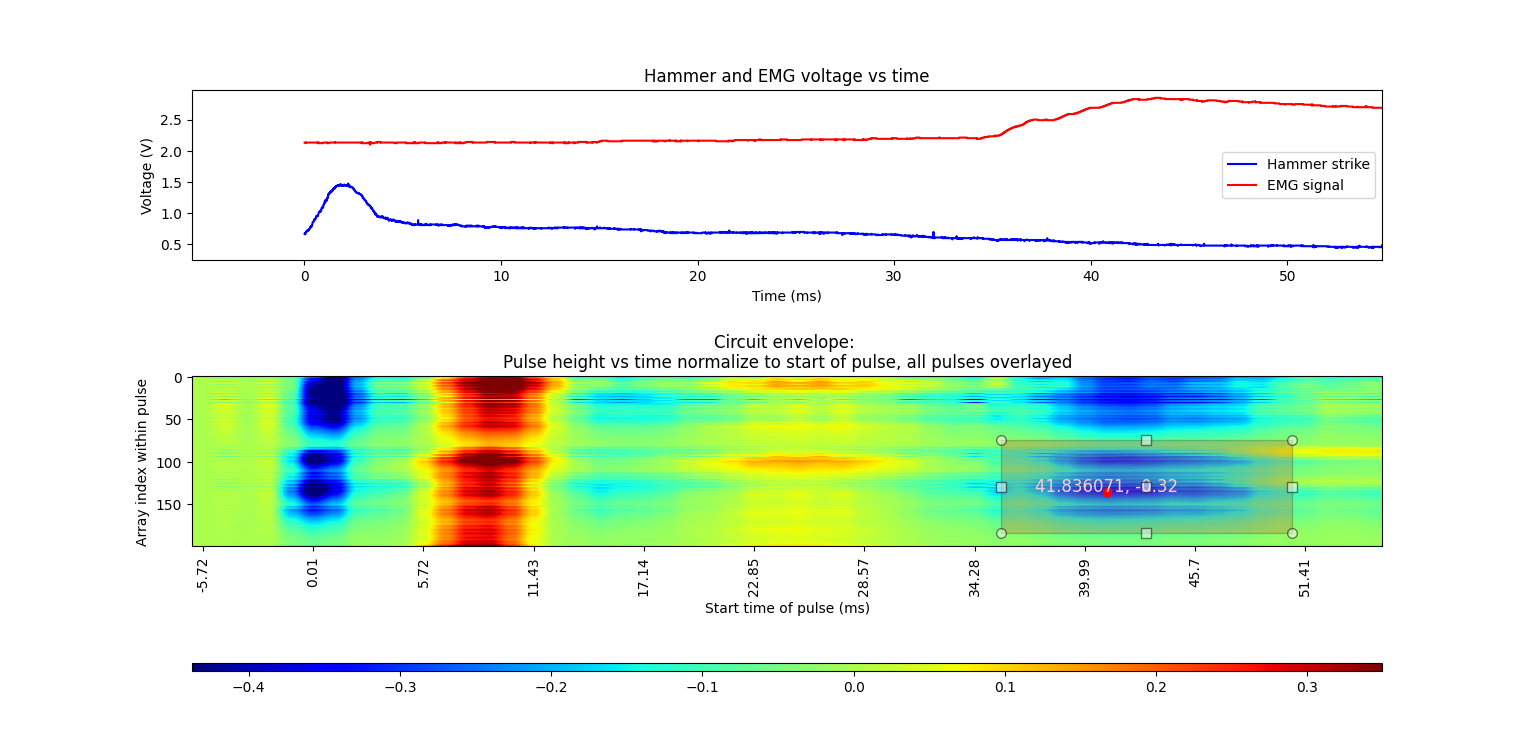 Hammer and EMG voltage vs time
Voltage (V)
2.5
2.0
1.5
1.0
0.5
Hammer strike
EMG signal
0 10 20 30 40 50
Time (ms)
Circuit envelope:
Pulse height vs time normalize to start of pulse, all pulses overlayed
Array index within pulse
0
50
100
150
41.836071, -0.32
-5.72 0.01 5.72 11.43 17.14 22.85 28.57 34.28 39.99 45.7 51.41
Start time of pulse (ms)
−0.4 −0.3 −0.2 −0.1 0.0 0.1 0.2 0.3